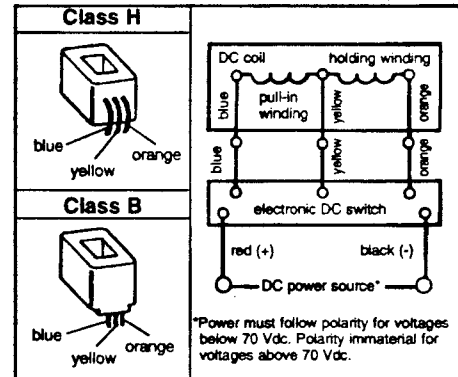 Class H
blue
yellow
orange
Class B
blue
yellow
orange
DC coil
holding winding
pull-in
winding
blue
yellow
orange
blue
yellow
orange
electronic DC switch
red (+)
black (-)
DC power source*
*Power must follow polarity for voltages
below 70 Vdc. Polarity immaterial for
voltages above 70 Vdc.